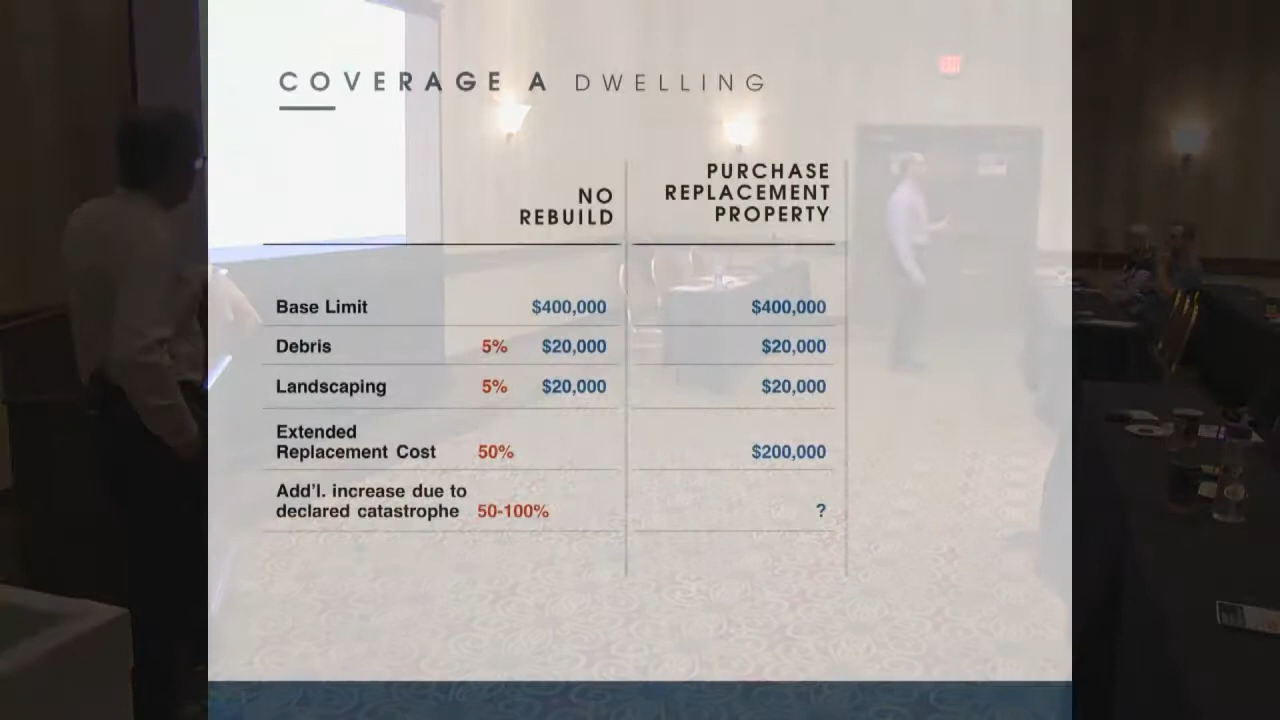 COVERAGE A DWELLING
NO
REBUILD
PURCHASE
REPLACEMENT
PROPERTY
Base Limit $400,000 $400,000
Debris 5% $20,000 $20,000
Landscaping 5% $20,000 $20,000
Extended
Replacement Cost 50% $200,000
Add'l. increase due to
declared catastrophe 50-100% ?
EXIT